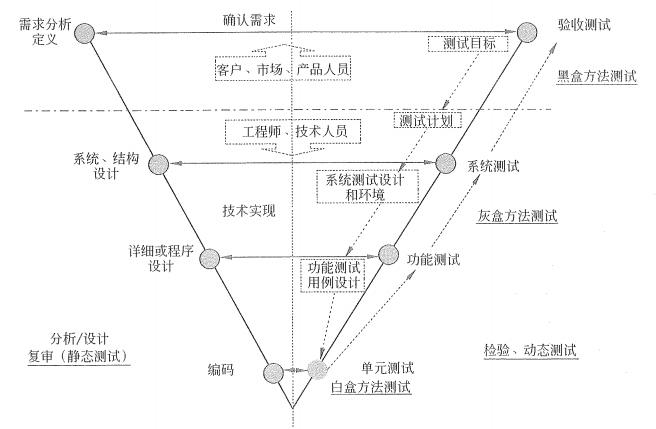 需求分析
定义
确认需求
验收测试
测试目标
客户、市场、产品人员
黑盒方法测试
测试计划
工程师、技术人员
系统、结构
设计
系统测试
系统测试设计
和环境
技术实现
灰盒方法测试
详细或程序
设计
功能测试
功能测试
用例设计
分析/设计
复审（静态测试）
编码
单元测试
白盒方法测试
检验、动态测试